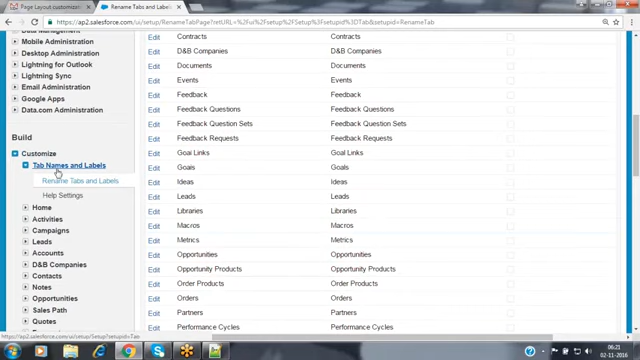 Page Layout customizati
Rename Tabs and Labels
https://ap2.salesforce.com/ui/setup/RenameTabPage?retURL=%2Fui%2Fsetup%2FSetup%3Fsetupid%3DTab&setupid=RenameTab
Data Management
Mobile Administration
Desktop Administration
Lightning for Outlook
Lightning Sync
Email Administration
Google Apps
Data.com Administration
Build
Customize
Tab Names and Labels
Rename Tabs and Labels
Help Settings
Home
Activities
Campaigns
Leads
Accounts
D&B Companies
Contacts
Notes
Opportunities
Sales Path
Quotes
Edit Contracts Contracts
Edit D&B Companies D&B Companies
Edit Documents Documents
Edit Events Events
Edit Feedback Feedback
Edit Feedback Questions Feedback Questions
Edit Feedback Question Sets Feedback Question Sets
Edit Feedback Requests Feedback Requests
Edit Goal Links Goal Links
Edit Goals Goals
Edit Ideas Ideas
Edit Leads Leads
Edit Libraries Libraries
Edit Macros Macros
Edit Metrics Metrics
Edit Opportunities Opportunities
Edit Opportunity Products Opportunity Products
Edit Order Products Order Products
Edit Orders Orders
Edit Partners Partners
Edit Performance Cycles Performance Cycles
https://ap2.salesforce.com/ui/setup/Setup?setupid=Tab
06:21
02-11-2016